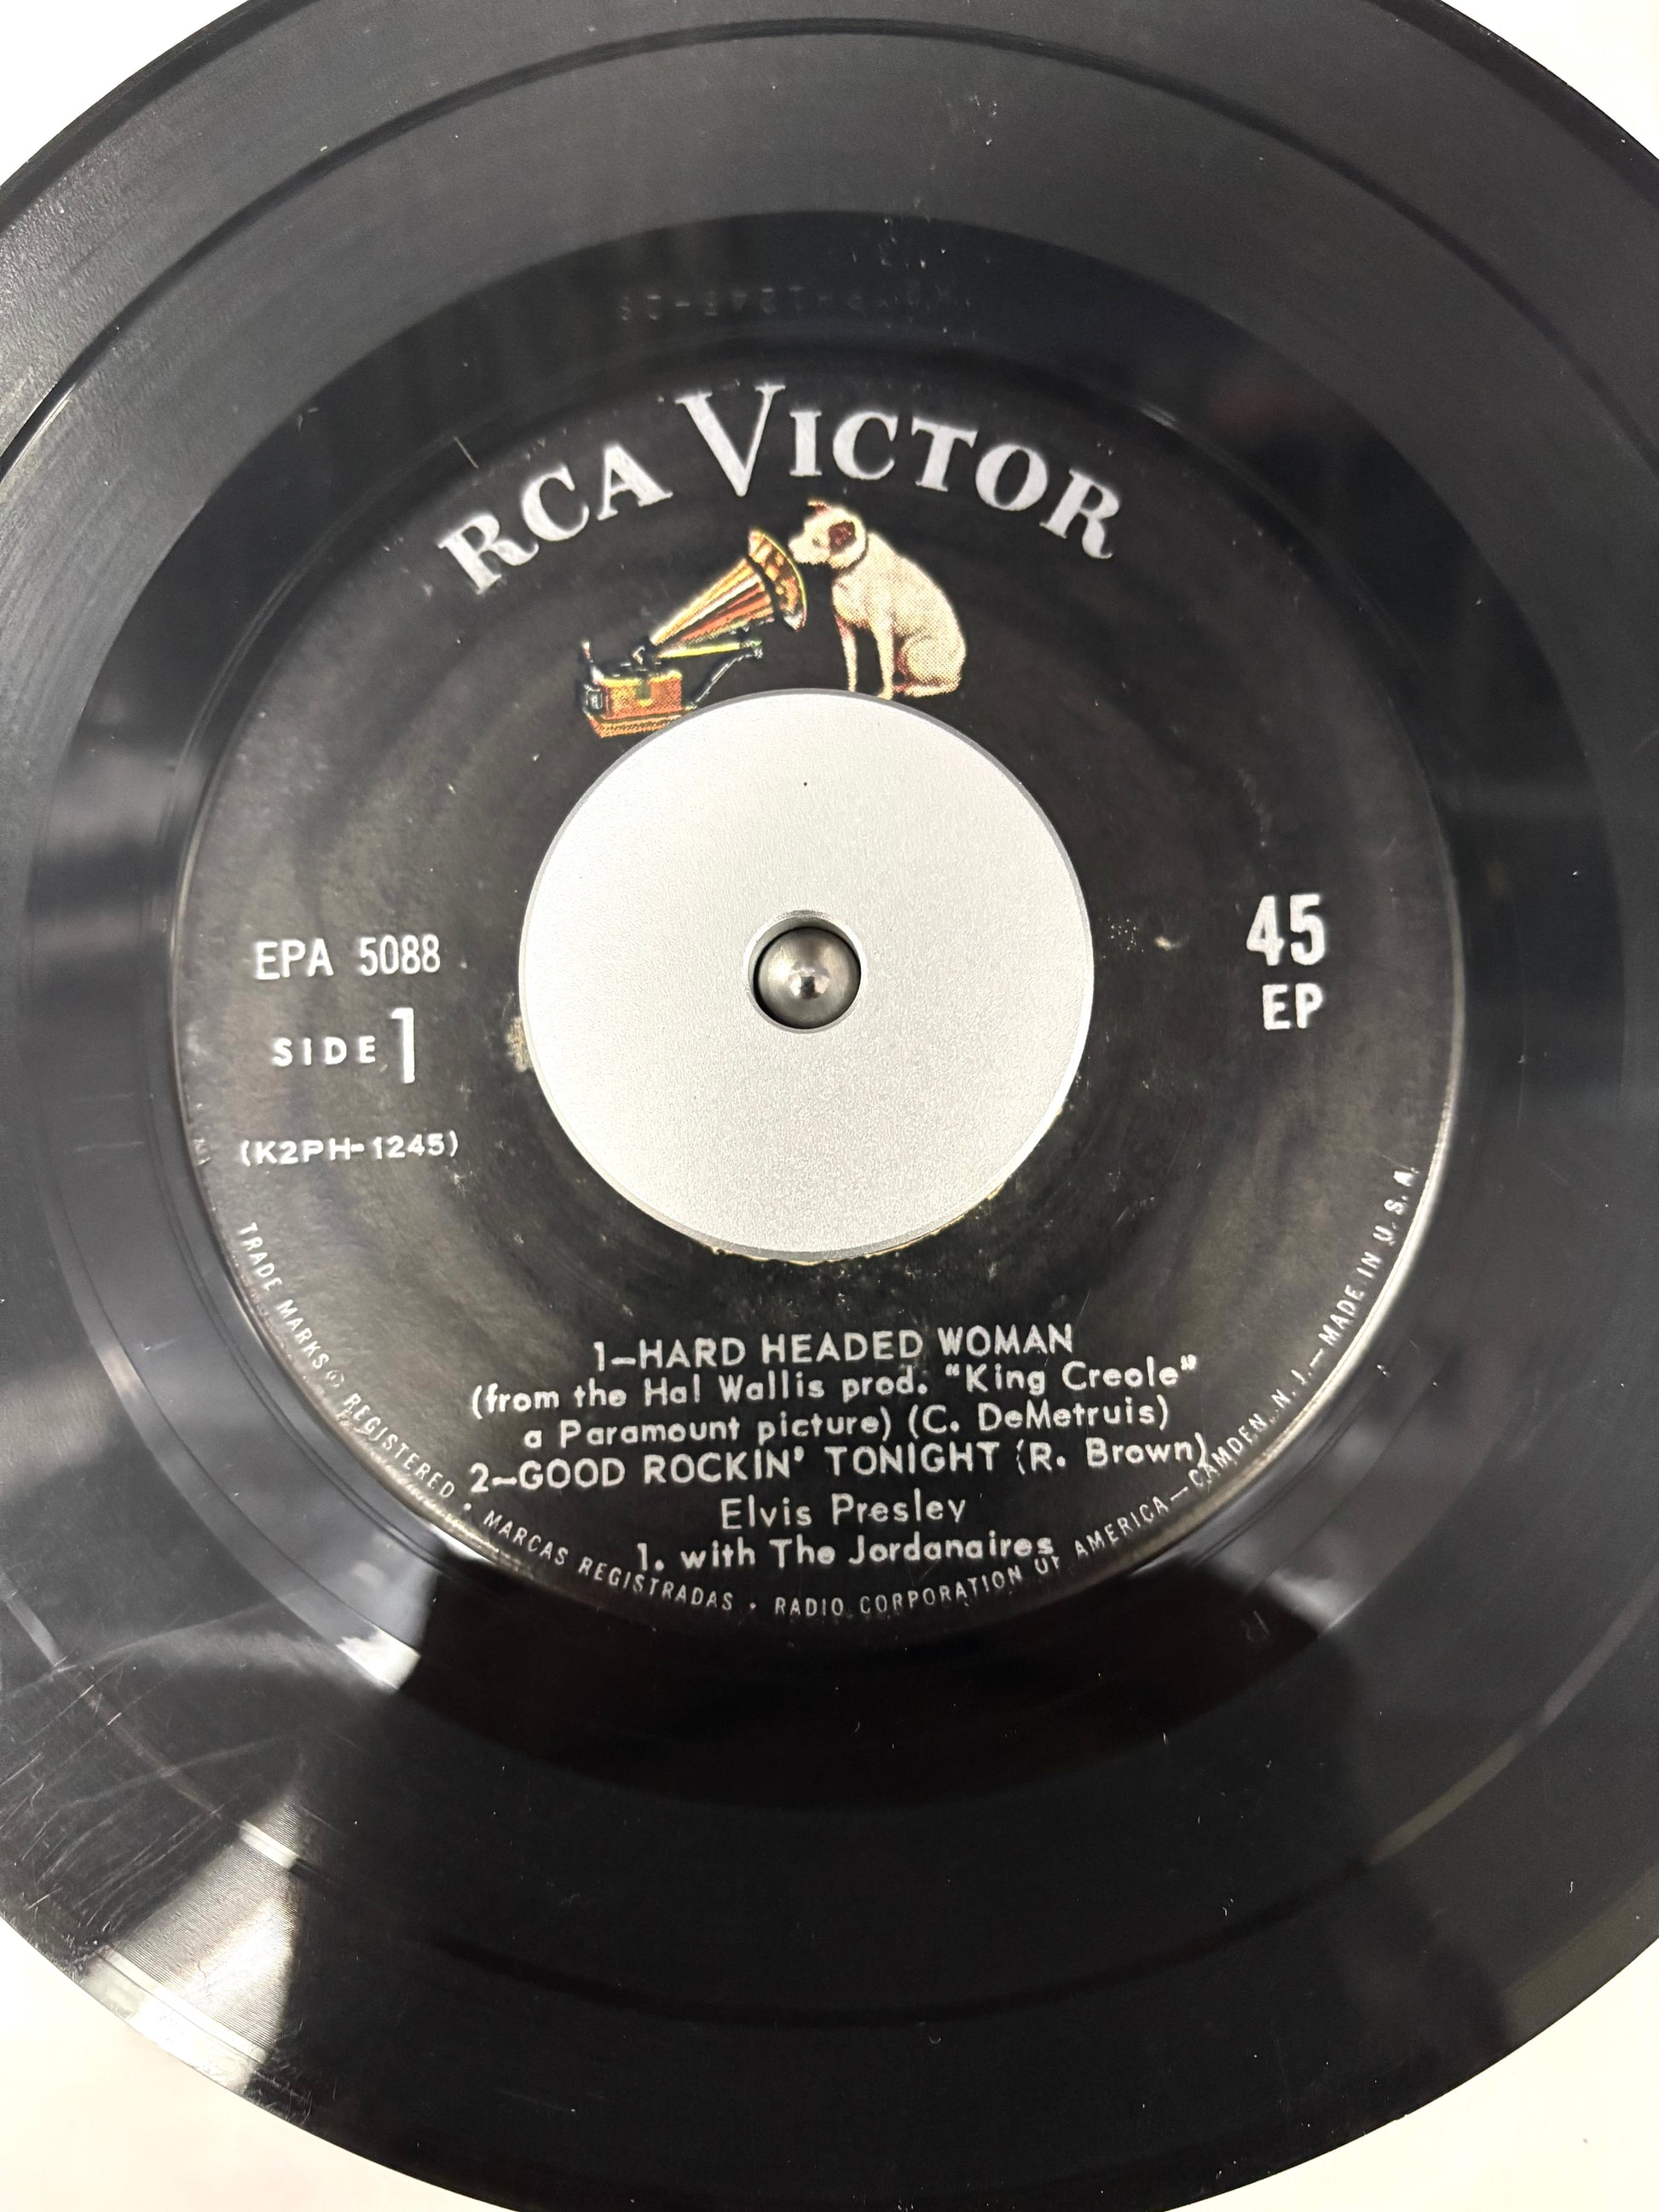 RCA VICTOR
EPA 5088
SIDE 1
(K2PH-1245)
45
EP
1—HARD HEADED WOMAN
(from the Hal Wallis prod. "King Creole"
a Paramount picture) (C. DeMetruis)
2—GOOD ROCKIN' TONIGHT (R. Brown)
Elvis Presley
1. with The Jordanaires
TRADE MARKS ® REGISTERED • MARCAS REGISTRADAS • RADIO CORPORATION OF AMERICA—CAMDEN, N. J.—MADE IN U. S. A.